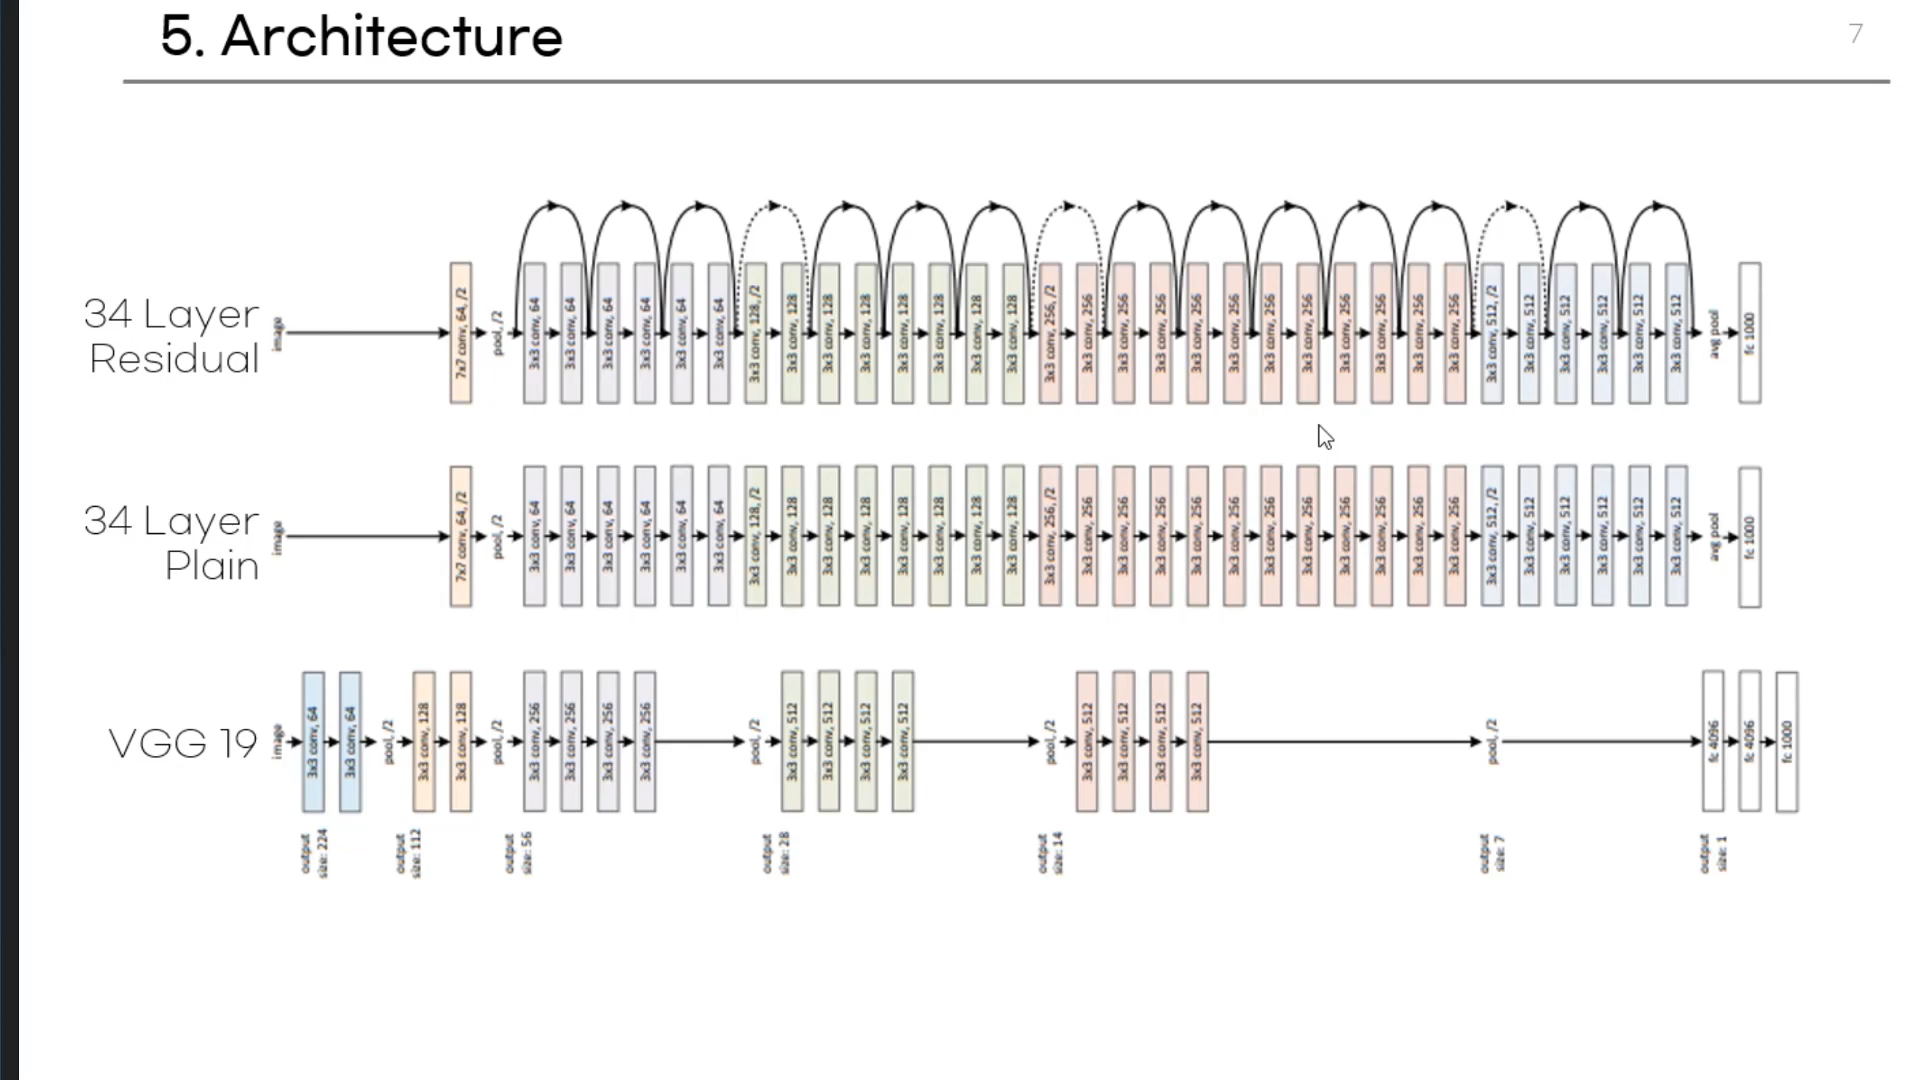 5. Architecture
7
34 Layer
Residual
image
7x7 conv, 64, /2
pool, /2
3x3 conv, 64
3x3 conv, 64
3x3 conv, 64
3x3 conv, 64
3x3 conv, 64
3x3 conv, 64
3x3 conv, 128, /2
3x3 conv, 128
3x3 conv, 128
3x3 conv, 128
3x3 conv, 128
3x3 conv, 128
3x3 conv, 128
3x3 conv, 128
3x3 conv, 256, /2
3x3 conv, 256
3x3 conv, 256
3x3 conv, 256
3x3 conv, 256
3x3 conv, 256
3x3 conv, 256
3x3 conv, 256
3x3 conv, 256
3x3 conv, 256
3x3 conv, 256
3x3 conv, 256
3x3 conv, 512, /2
3x3 conv, 512
3x3 conv, 512
3x3 conv, 512
3x3 conv, 512
3x3 conv, 512
avg pool
fc 1000
34 Layer
Plain
image
7x7 conv, 64, /2
pool, /2
3x3 conv, 64
3x3 conv, 64
3x3 conv, 64
3x3 conv, 64
3x3 conv, 64
3x3 conv, 64
3x3 conv, 128, /2
3x3 conv, 128
3x3 conv, 128
3x3 conv, 128
3x3 conv, 128
3x3 conv, 128
3x3 conv, 128
3x3 conv, 128
3x3 conv, 256, /2
3x3 conv, 256
3x3 conv, 256
3x3 conv, 256
3x3 conv, 256
3x3 conv, 256
3x3 conv, 256
3x3 conv, 256
3x3 conv, 256
3x3 conv, 256
3x3 conv, 256
3x3 conv, 256
3x3 conv, 512, /2
3x3 conv, 512
3x3 conv, 512
3x3 conv, 512
3x3 conv, 512
3x3 conv, 512
avg pool
fc 1000
VGG 19
image
3x3 conv, 64
3x3 conv, 64
pool, /2
3x3 conv, 128
3x3 conv, 128
pool, /2
3x3 conv, 256
3x3 conv, 256
3x3 conv, 256
3x3 conv, 256
pool, /2
3x3 conv, 512
3x3 conv, 512
3x3 conv, 512
3x3 conv, 512
pool, /2
3x3 conv, 512
3x3 conv, 512
3x3 conv, 512
3x3 conv, 512
pool, /2
fc 4096
fc 4096
fc 1000
output
size: 224
output
size: 112
output
size: 56
output
size: 28
output
size: 14
output
size: 7
output
size: 1